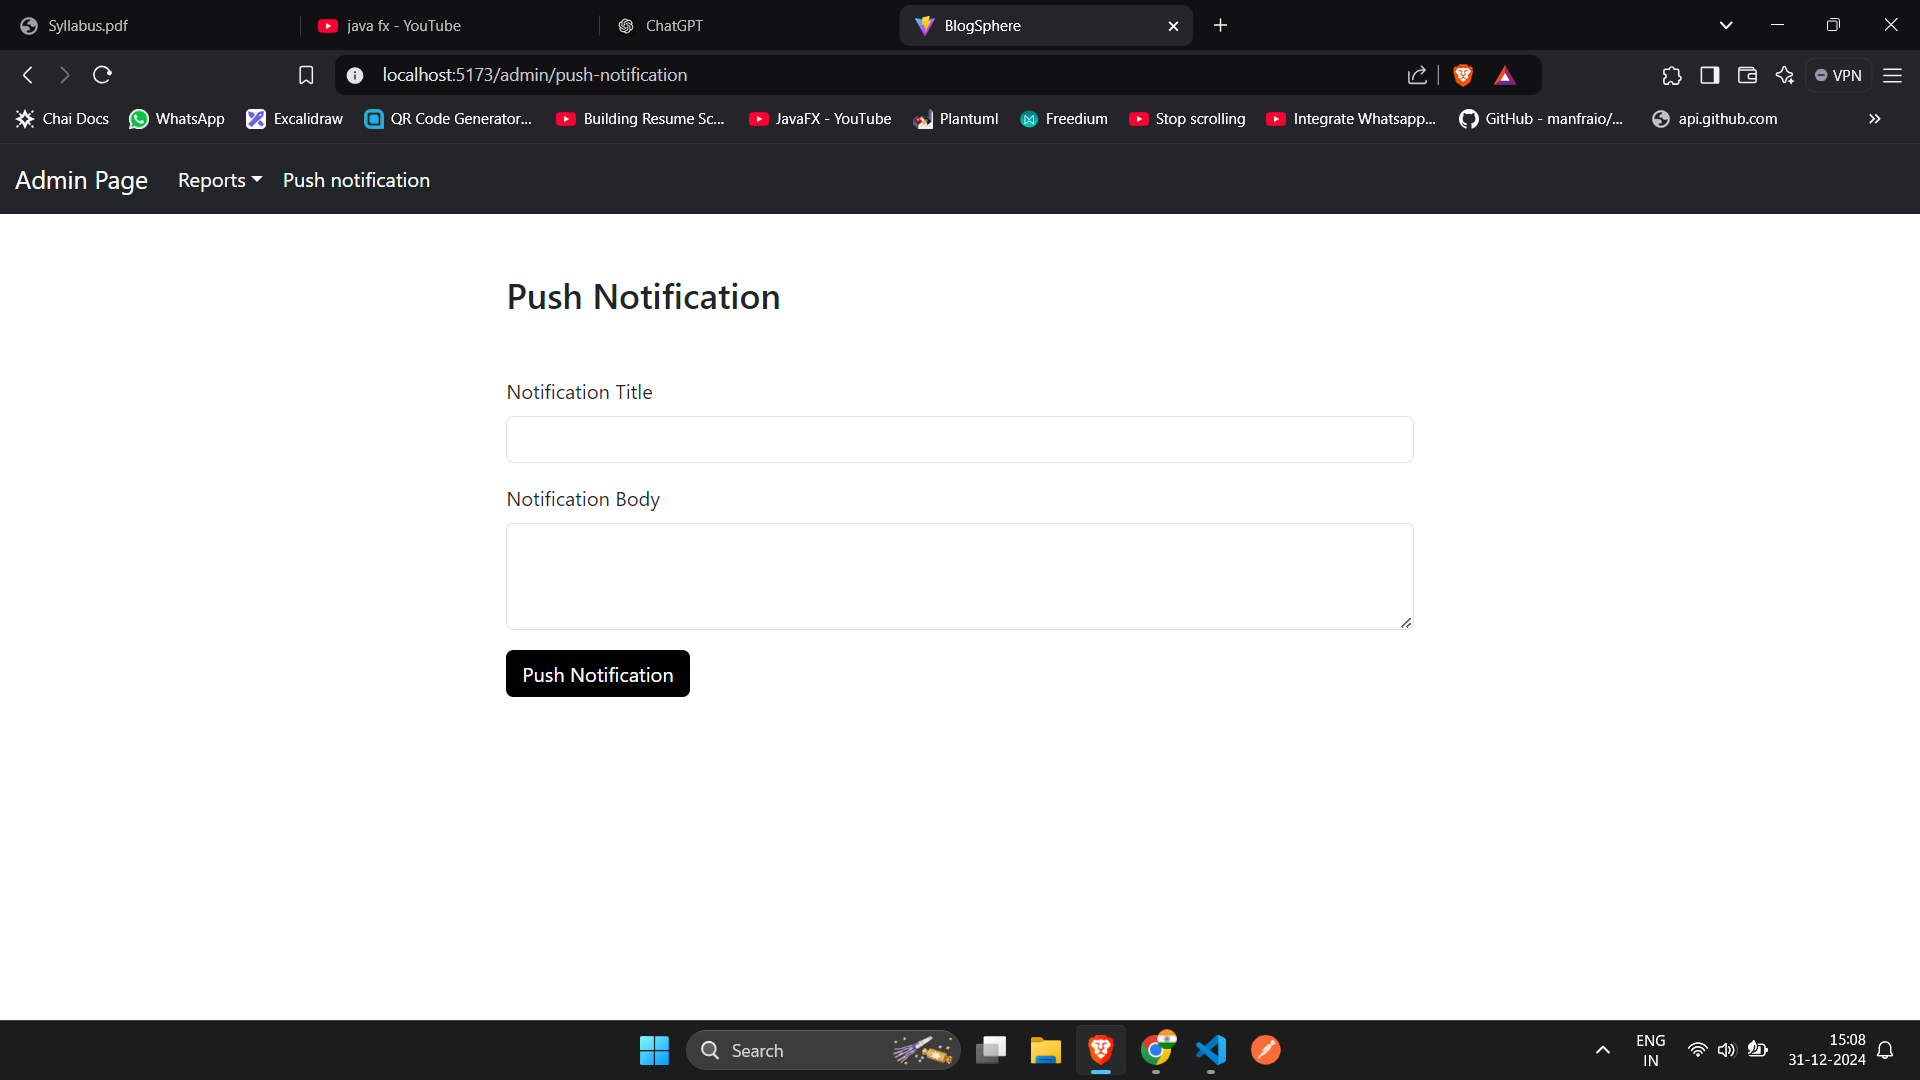 Syllabus.pdf
java fx - YouTube
ChatGPT
BlogSphere
localhost:5173/admin/push-notification
VPN
Chai Docs
WhatsApp
Excalidraw
QR Code Generator...
Building Resume Sc...
JavaFX - YouTube
Plantuml
Freedium
Stop scrolling
Integrate Whatsapp...
GitHub - manfraio/...
api.github.com
Admin Page
Reports
Push notification
Push Notification
Notification Title
Notification Body
Push Notification
Search
ENG
IN
15:08
31-12-2024